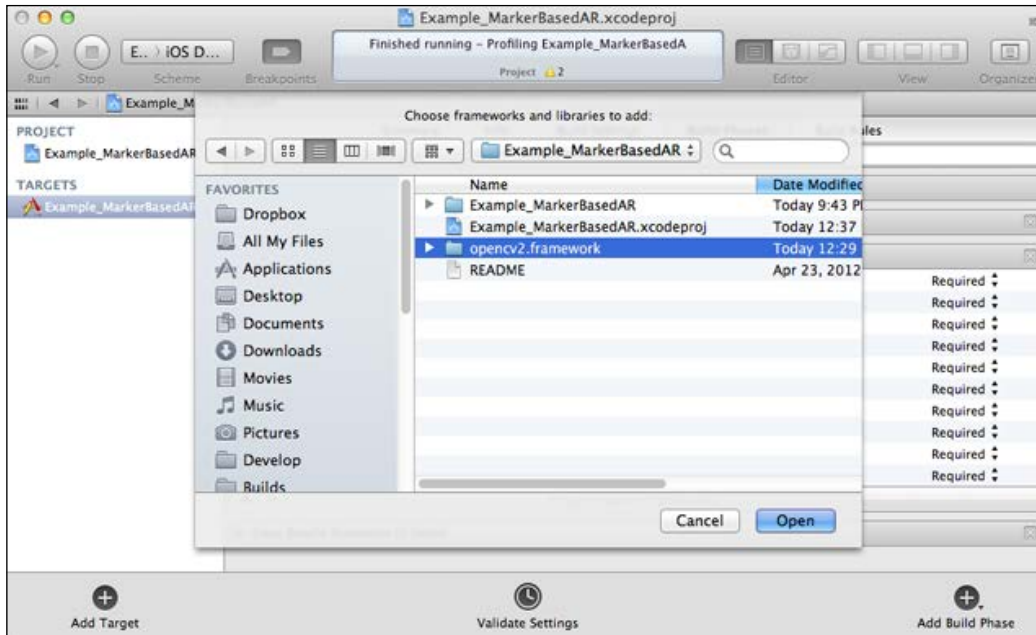 Example_MarkerBasedAR.xcodeproj
E.. › iOS D...
Finished running – Profiling Example_MarkerBasedA
Project 2
Run
Stop
Scheme
Breakpoints
Editor
View
Organize
Example_M
Choose frameworks and libraries to add:
PROJECT
Example_MarkerBasedAR
TARGETS
Example_MarkerBasedAR
Example_MarkerBasedAR
FAVORITES
Dropbox
All My Files
Applications
Desktop
Documents
Downloads
Movies
Music
Pictures
Develop
Builds
Name
Date Modified
Example_MarkerBasedAR
Today 9:43 P
Example_MarkerBasedAR.xcodeproj
Today 12:37
opencv2.framework
Today 12:29
README
Apr 23, 2012
Required
Required
Required
Required
Required
Required
Required
Required
Required
Required
Cancel
Open
Add Target
Validate Settings
Add Build Phase